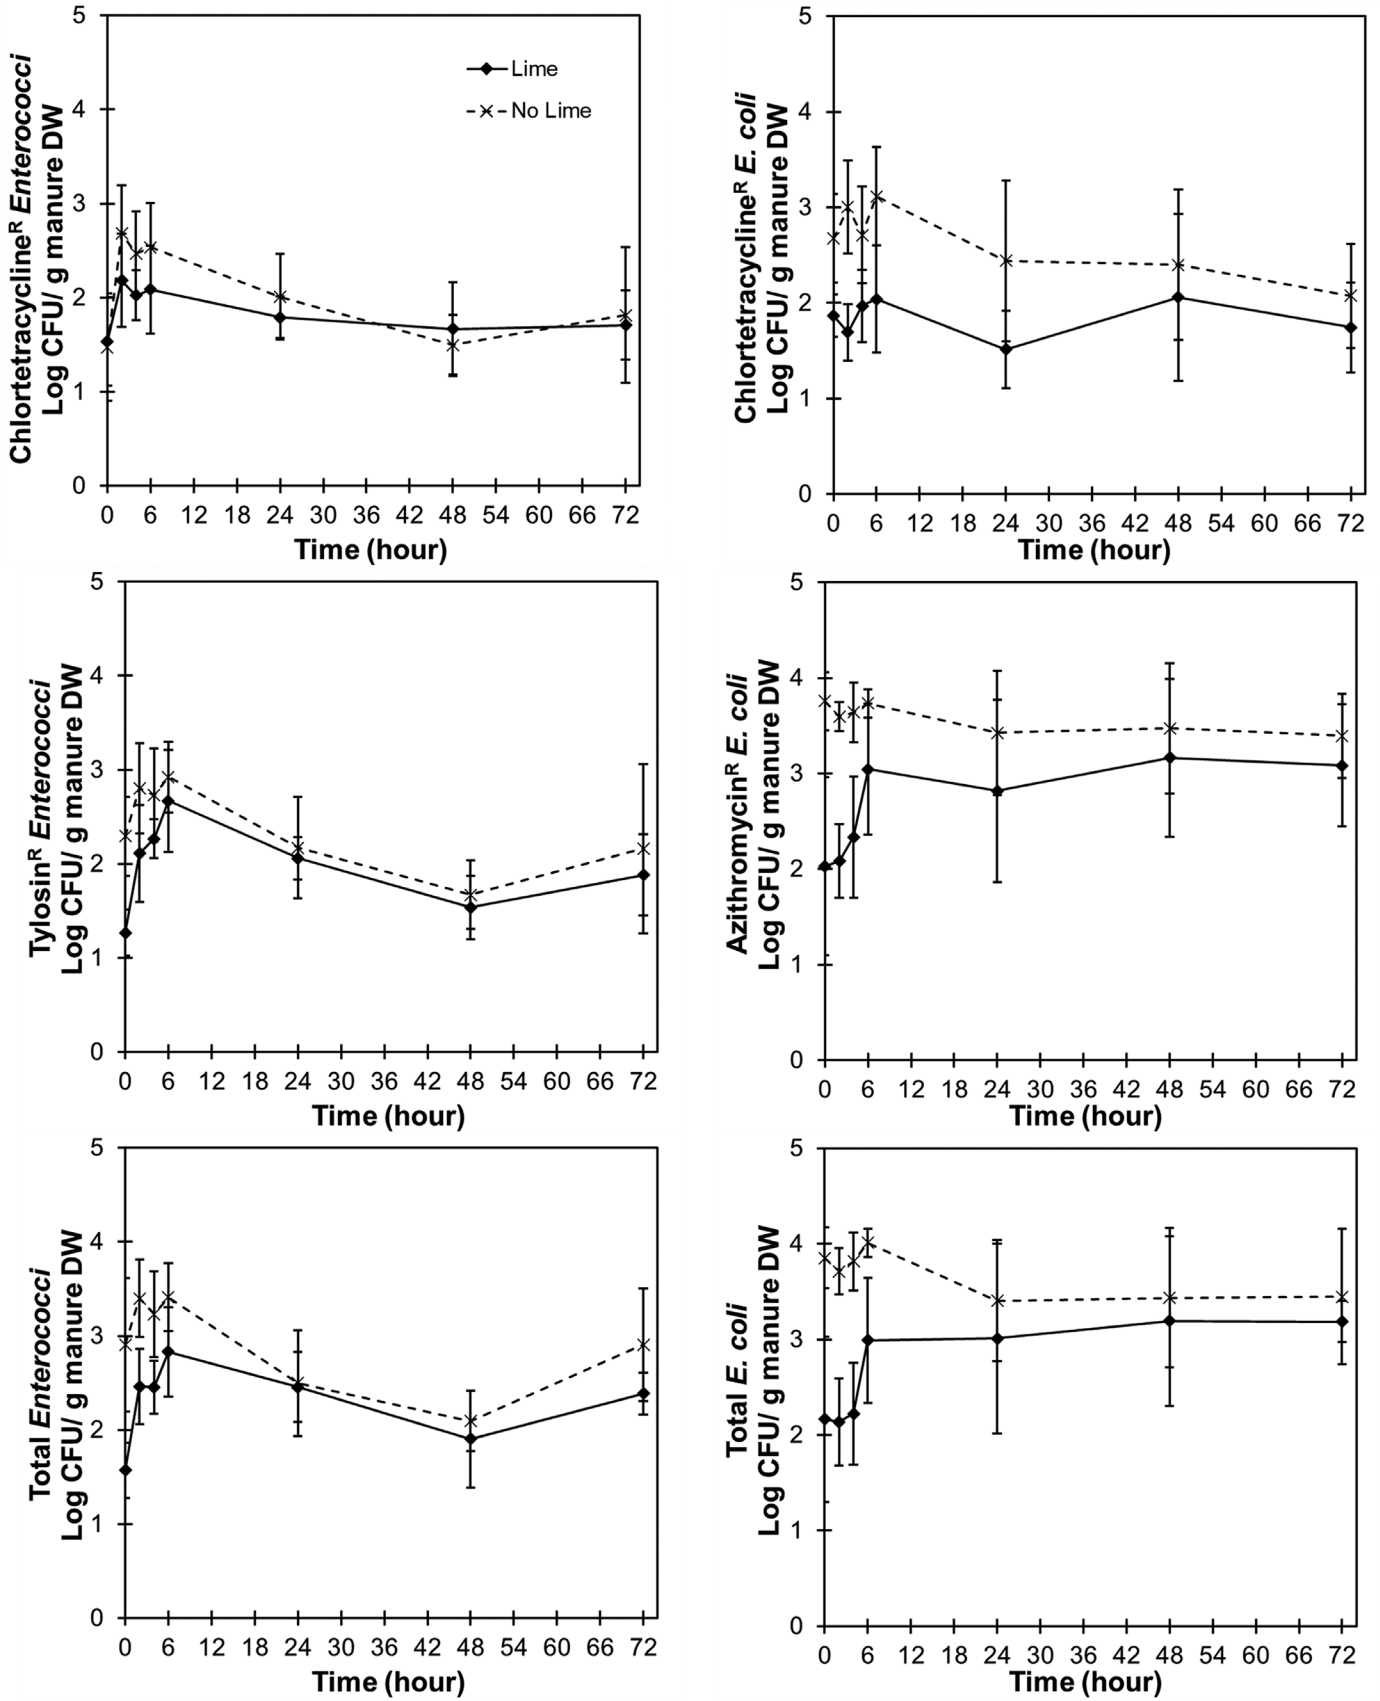 Chlortetracyclineᴿ Enterococci
Log CFU/ g manure DW
5
4
3
2
1
0
Lime
No Lime
0 6 12 18 24 30 36 42 48 54 60 66 72
Time (hour)
Chlortetracyclineᴿ E. coli
Log CFU/ g manure DW
5
4
3
2
1
0
0 6 12 18 24 30 36 42 48 54 60 66 72
Time (hour)
Tylosinᴿ Enterococci
Log CFU/ g manure DW
5
4
3
2
1
0
0 6 12 18 24 30 36 42 48 54 60 66 72
Time (hour)
Azithromycinᴿ E. coli
Log CFU/ g manure DW
5
4
3
2
1
0
0 6 12 18 24 30 36 42 48 54 60 66 72
Time (hour)
Total Enterococci
Log CFU/ g manure DW
5
4
3
2
1
0
0 6 12 18 24 30 36 42 48 54 60 66 72
Time (hour)
Total E. coli
Log CFU/ g manure DW
5
4
3
2
1
0
0 6 12 18 24 30 36 42 48 54 60 66 72
Time (hour)